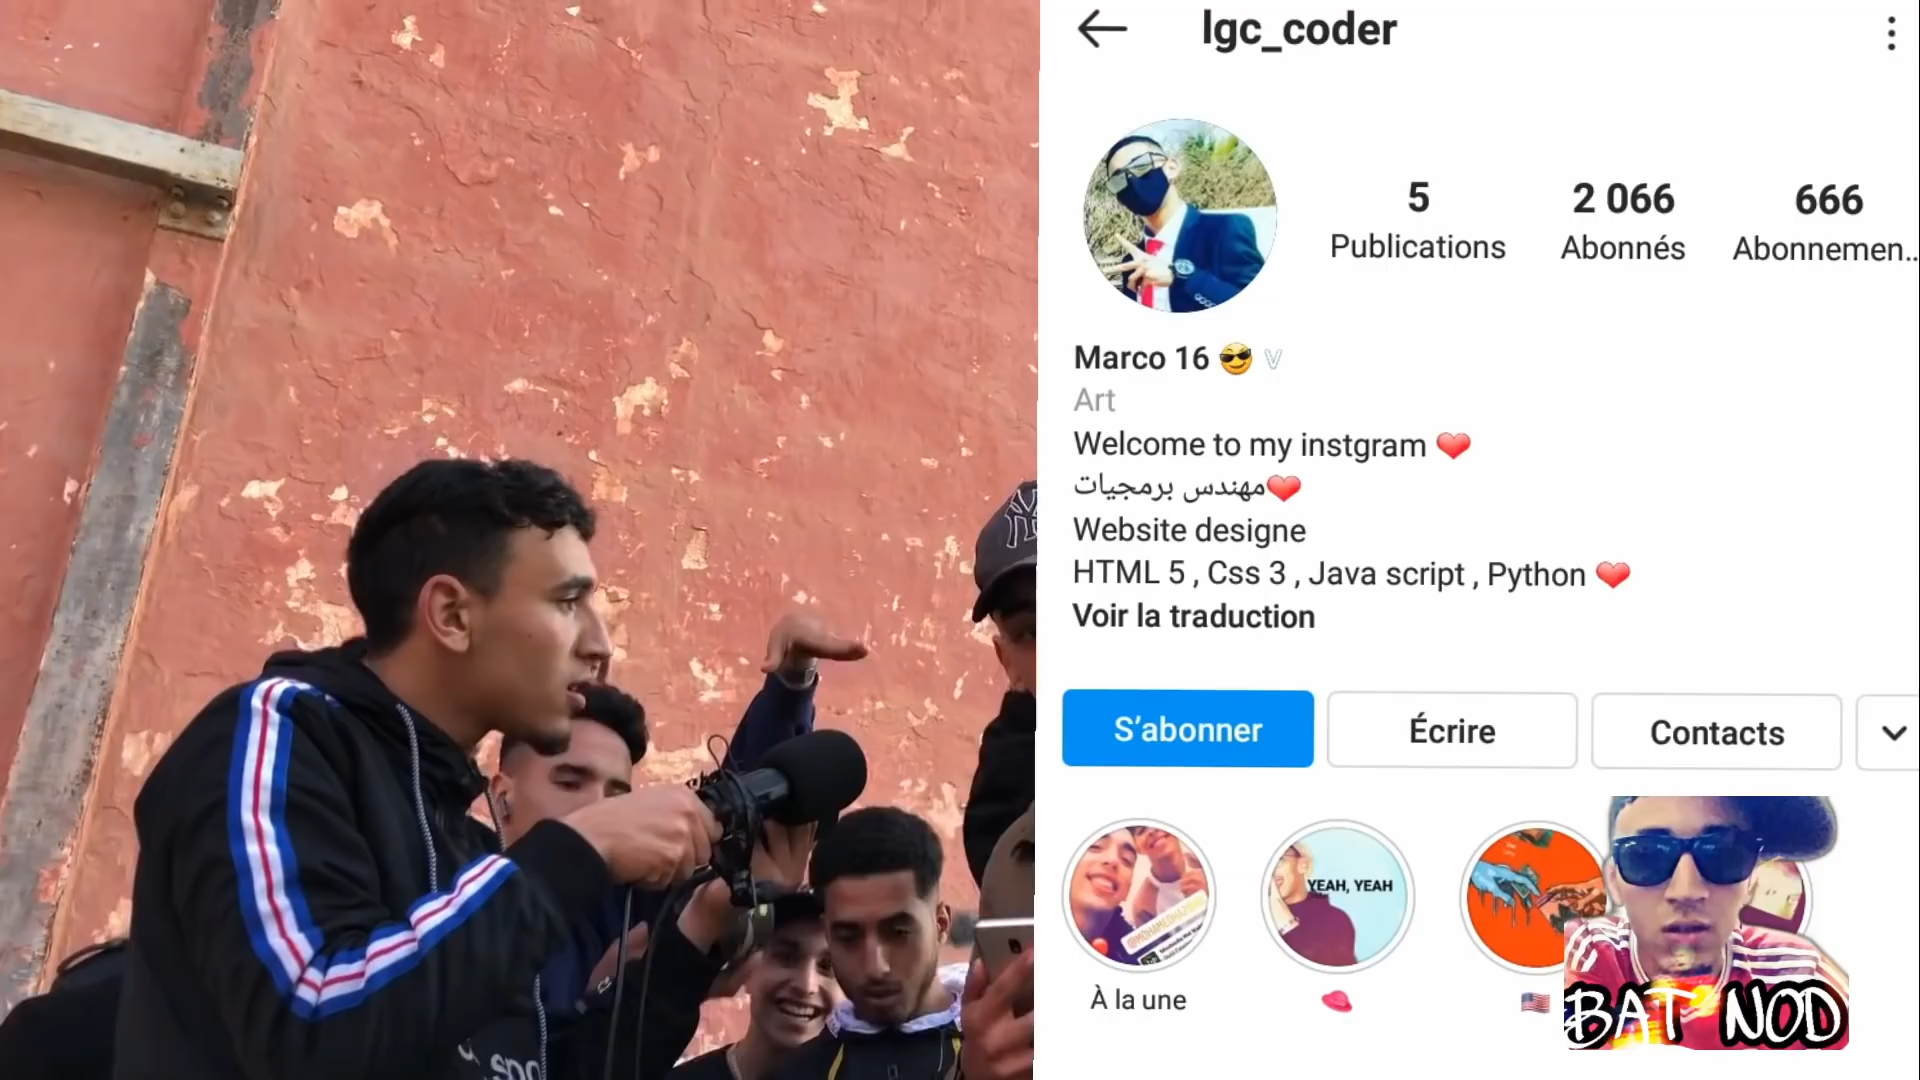 lgc_coder
5
Publications
2 066
Abonnés
666
Abonnemen...
Marco 16 😎 V
Art
Welcome to my instgram ❤️
مهندس برمجيات❤️
Website designe
HTML 5 , Css 3 , Java script , Python ❤️
Voir la traduction
S’abonner
Écrire
Contacts
YEAH, YEAH
À la une
BAT NOD
NY